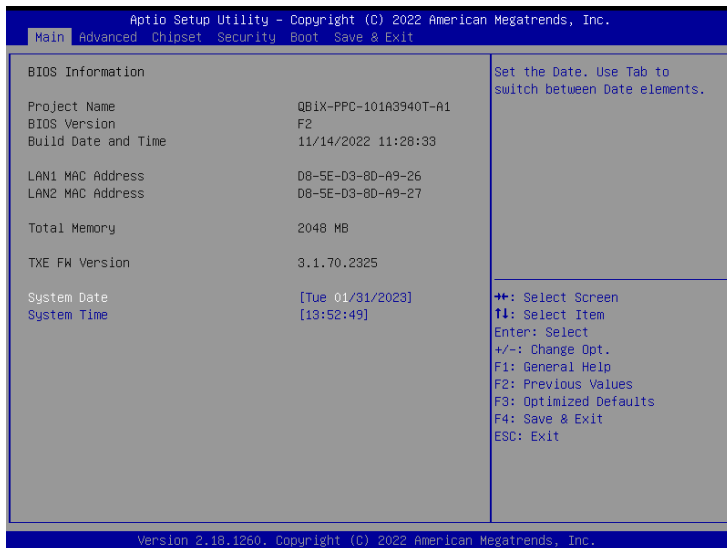 Aptio Setup Utility – Copyright (C) 2022 American Megatrends, Inc.
Main Advanced Chipset Security Boot Save & Exit
BIOS Information
Project Name QBiX-PPC-101A3940T-A1
BIOS Version F2
Build Date and Time 11/14/2022 11:28:33
LAN1 MAC Address D8-5E-D3-8D-A9-26
LAN2 MAC Address D8-5E-D3-8D-A9-27
Total Memory 2048 MB
TXE FW Version 3.1.70.2325
System Date [Tue 01/31/2023]
System Time [13:52:49]
Set the Date. Use Tab to
switch between Date elements.
→←: Select Screen
↑↓: Select Item
Enter: Select
+/-: Change Opt.
F1: General Help
F2: Previous Values
F3: Optimized Defaults
F4: Save & Exit
ESC: Exit
Version 2.18.1260. Copyright (C) 2022 American Megatrends, Inc.